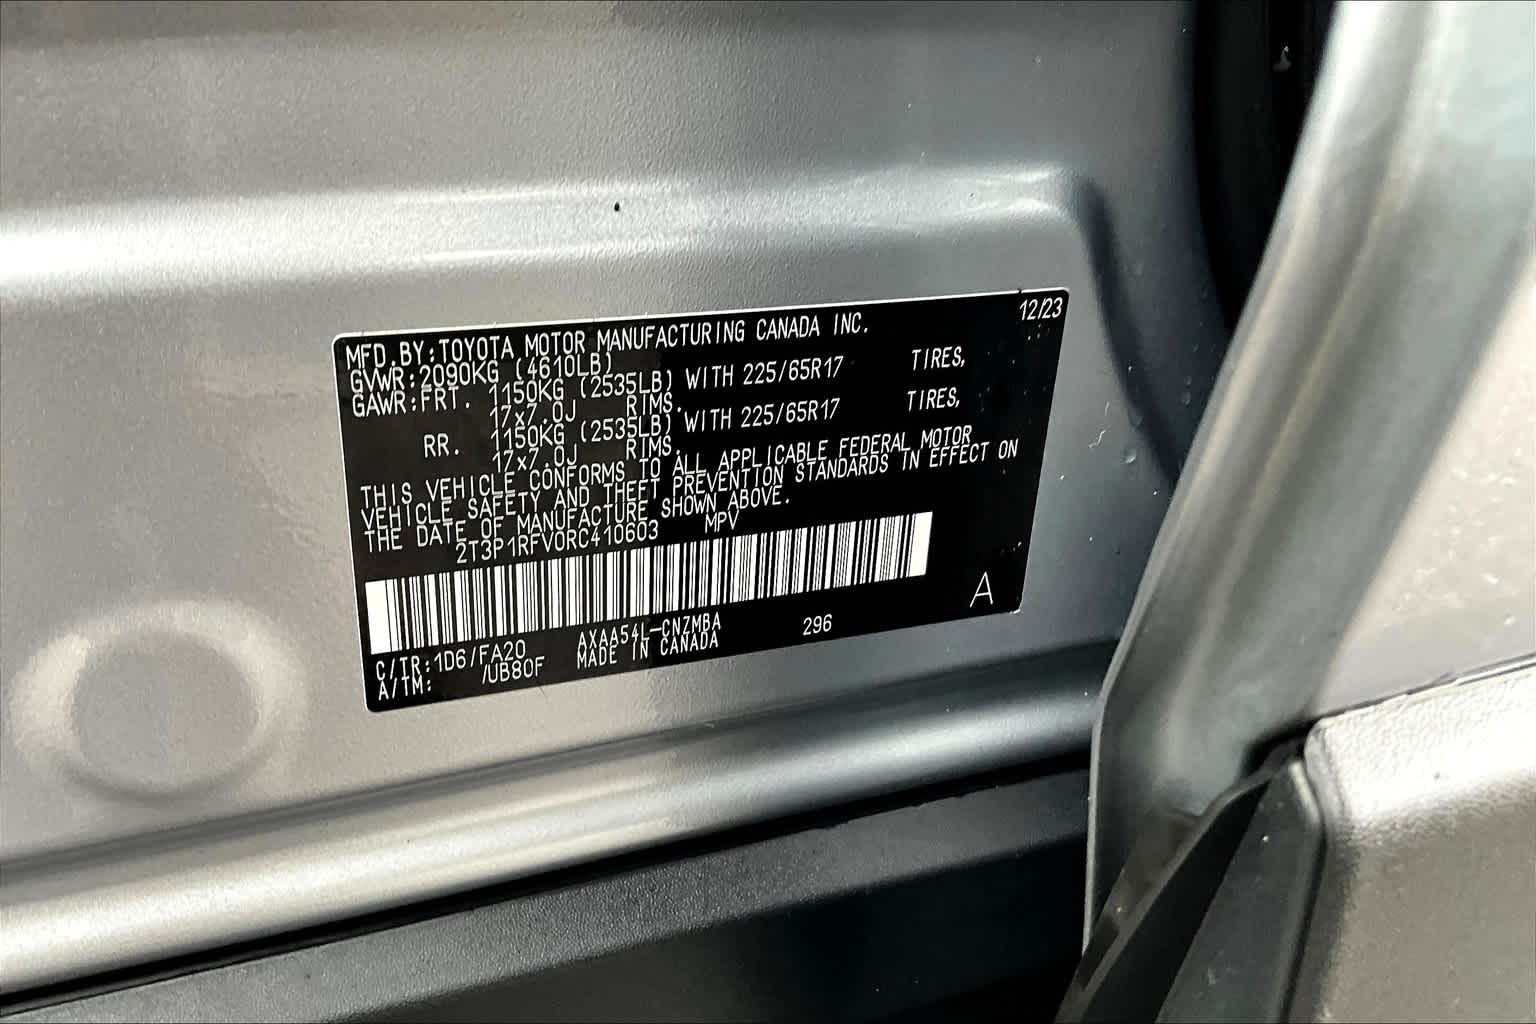 12/23
MFD.BY:TOYOTA MOTOR MANUFACTURING CANADA INC.
GVWR:2090KG (4610LB)
GAWR:FRT. 1150KG (2535LB) WITH 225/65R17 TIRES,
17x7.0J RIMS.
RR. 1150KG (2535LB) WITH 225/65R17 TIRES,
17x7.0J RIMS.
THIS VEHICLE CONFORMS TO ALL APPLICABLE FEDERAL MOTOR
VEHICLE SAFETY AND THEFT PREVENTION STANDARDS IN EFFECT ON
THE DATE OF MANUFACTURE SHOWN ABOVE.
2T3P1RFV0RC410603 MPV
A
C/TR:1D6/FA20 AXAA54L-CNZMBA 296
A/TM: /UB80F MADE IN CANADA